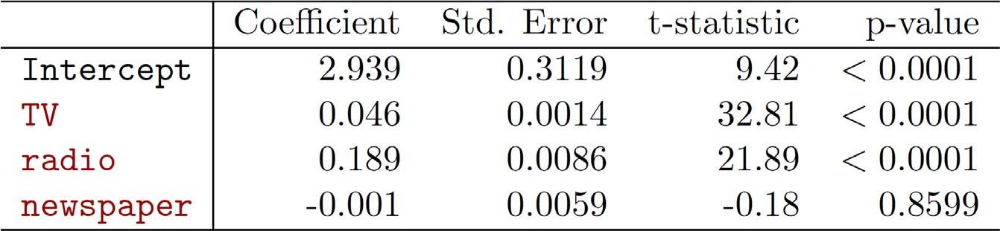 Coefficient Std. Error t-statistic p-value
Intercept 2.939 0.3119 9.42 < 0.0001
TV 0.046 0.0014 32.81 < 0.0001
radio 0.189 0.0086 21.89 < 0.0001
newspaper -0.001 0.0059 -0.18 0.8599